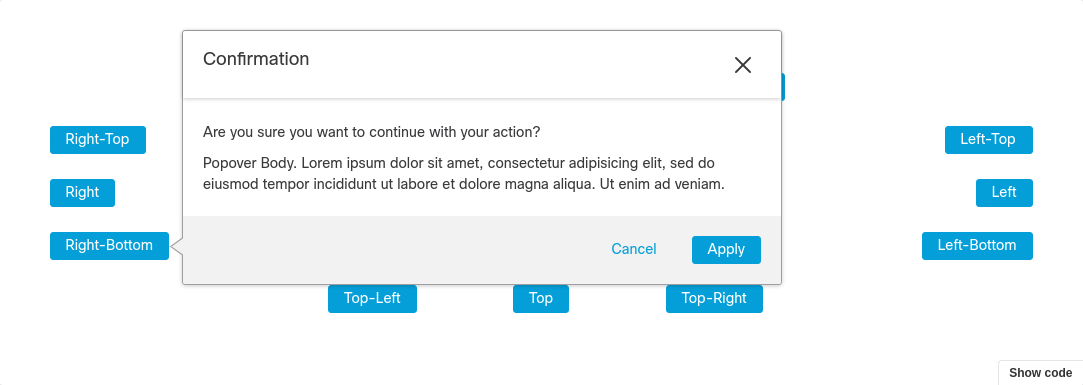 Confirmation
Are you sure you want to continue with your action?
Popover Body. Lorem ipsum dolor sit amet, consectetur adipisicing elit, sed do
eiusmod tempor incididunt ut labore et dolore magna aliqua. Ut enim ad veniam.
Cancel
Apply
Right-Top
Left-Top
Right
Left
Right-Bottom
Left-Bottom
Top-Left
Top
Top-Right
Show code